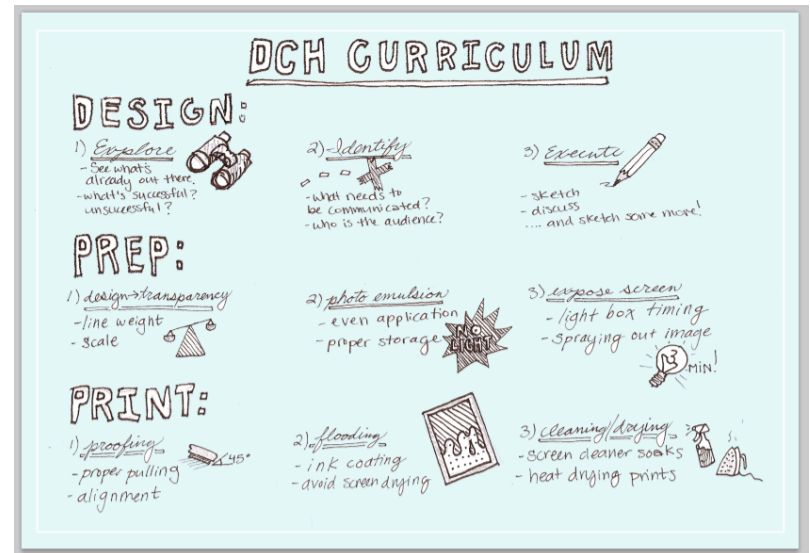 DCH CURRICULUM
DESIGN:
1) Explore
- See what's
already out there.
- what's successful?
unsuccessful?
2) Identify
- what needs to
be communicated?
- who is the audience?
3) Execute
- sketch
- discuss
.... and sketch some more!
PREP:
1) design→transparency
- line weight
- scale
2) photo emulsion
- even application
- proper storage
NO
LIGHT
3) expose screen
- light box timing
- spraying out image
3
MIN!
PRINT:
1) proofing
- proper pulling
- alignment
45°
2) flooding
- ink coating
- avoid screen drying
3) cleaning/drying
- screen cleaner soaks
- heat drying prints